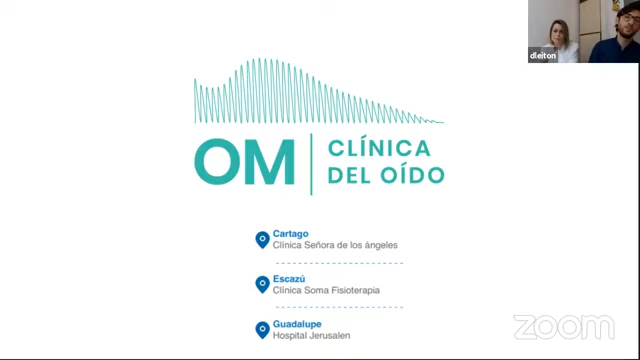 dleiton
OM
CLÍNICA
DEL OÍDO
Cartago
Clínica Señora de los ángeles
Escazú
Clínica Soma Fisioterapia
Guadalupe
Hospital Jerusalen
zoom